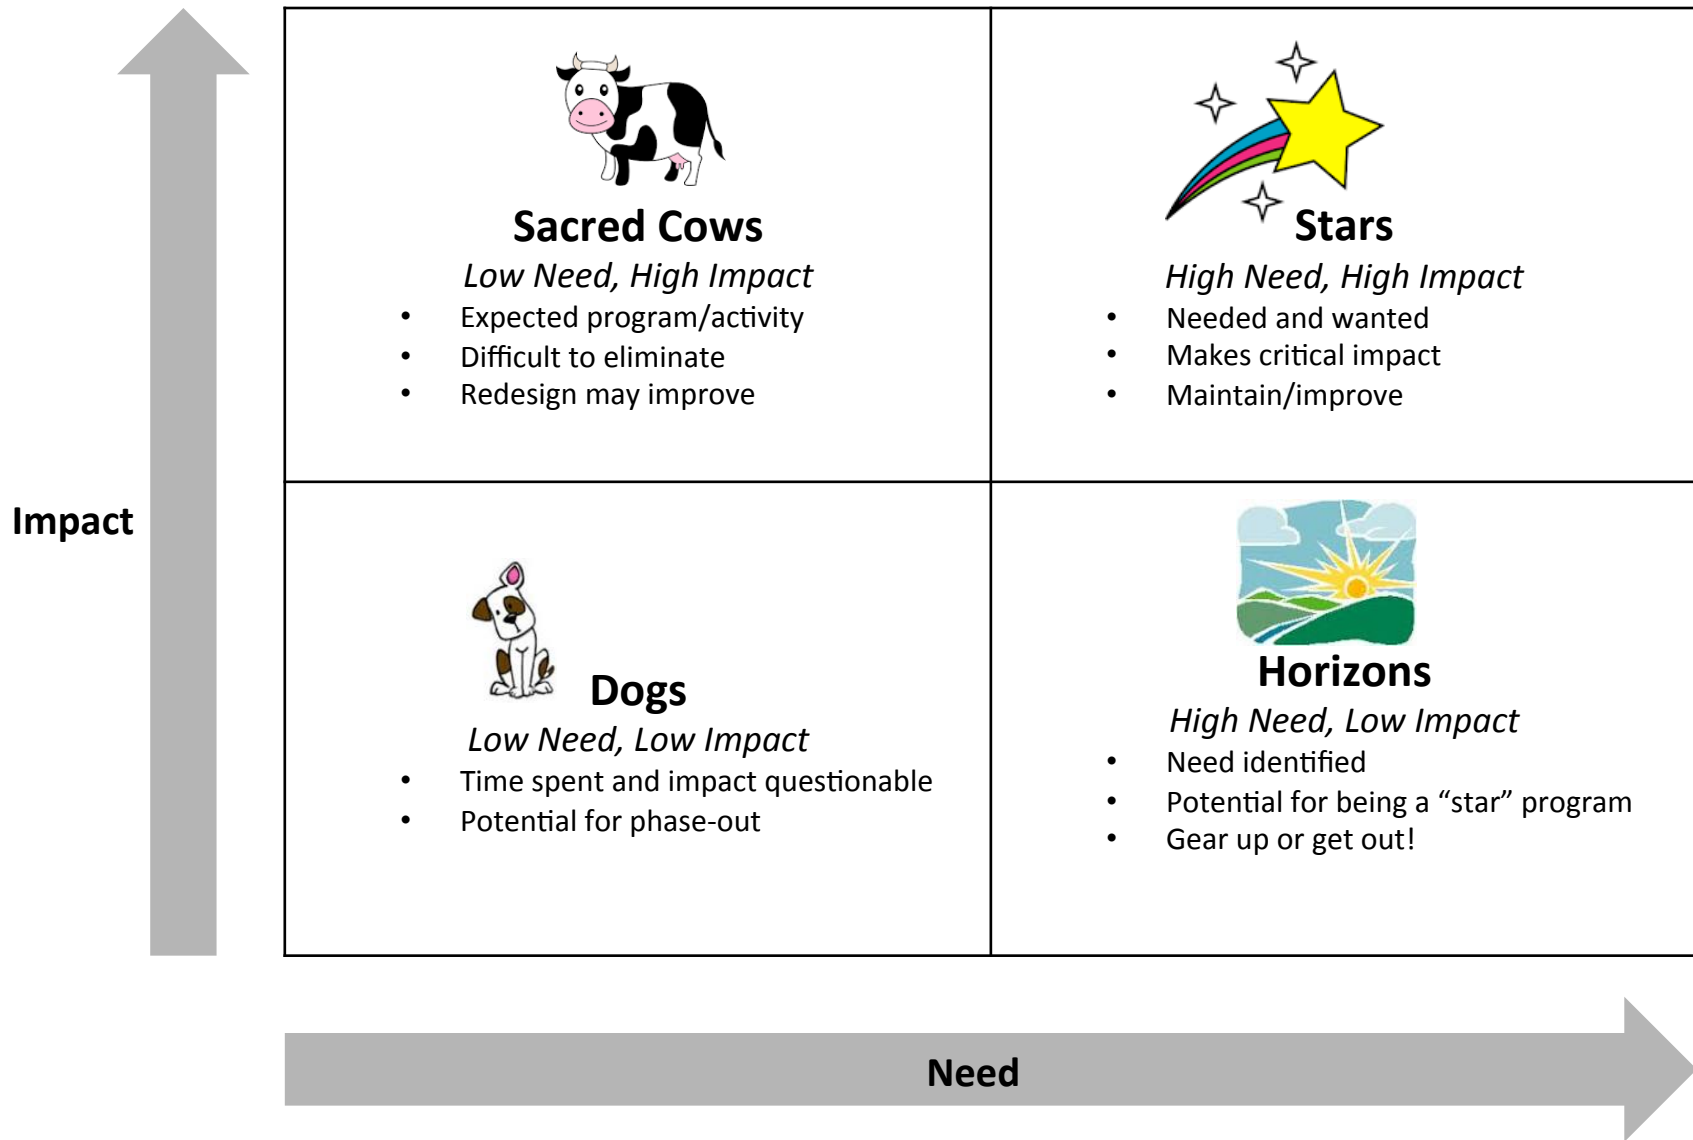 Sacred Cows
Low Need, High Impact
• Expected program/activity
• Difficult to eliminate
• Redesign may improve
Stars
High Need, High Impact
• Needed and wanted
• Makes critical impact
• Maintain/improve
Impact
Dogs
Low Need, Low Impact
• Time spent and impact questionable
• Potential for phase-out
Horizons
High Need, Low Impact
• Need identified
• Potential for being a “star” program
• Gear up or get out!
Need